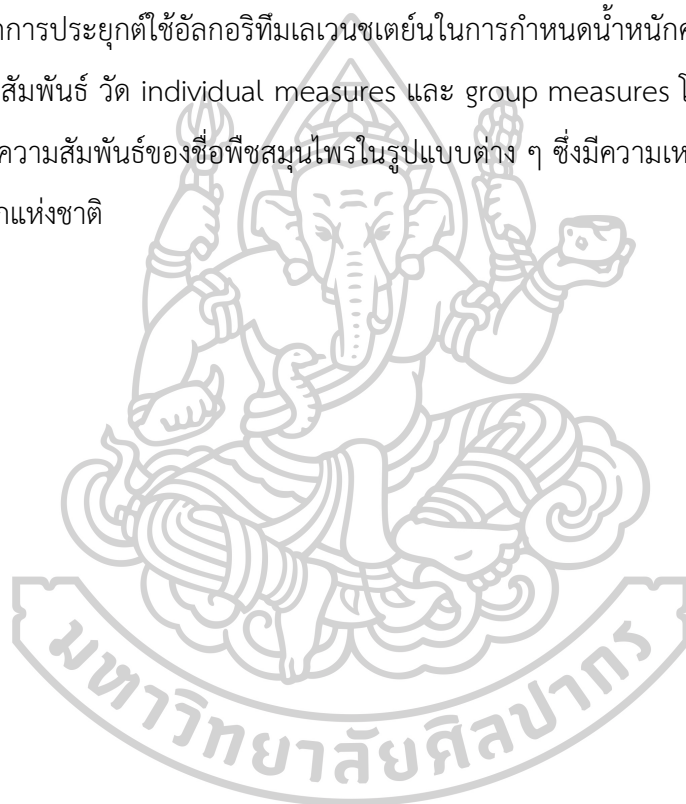 การประยุกต์ใช้อัลกอริทึมเลเวนชเตย์นในการกำหนดน้ำหนัก
สัมพันธ์ วัด individual measures และ group measures
ความสัมพันธ์ของชื่อพืชสมุนไพรในรูปแบบต่าง ๆ ซึ่งมีความ
แห่งชาติ
มหาวิทยาลัยศิลปากร